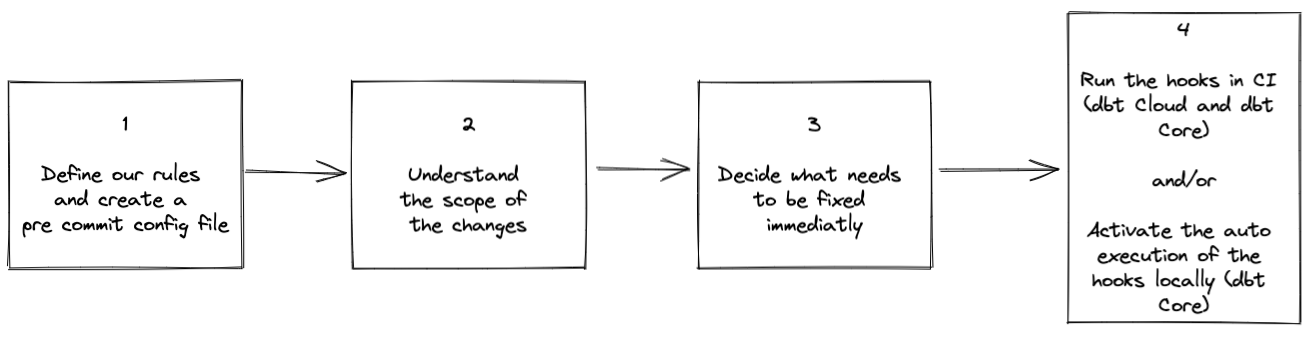 1
Define our rules
and create a
pre commit config file
2
Understand
the scope of
the changes
3
Decide what needs
to be fixed
immediatly
4
Run the hooks in CI
(dbt Cloud and dbt
Core)
and/or
Activate the auto
execution of the
hooks locally (dbt
Core)